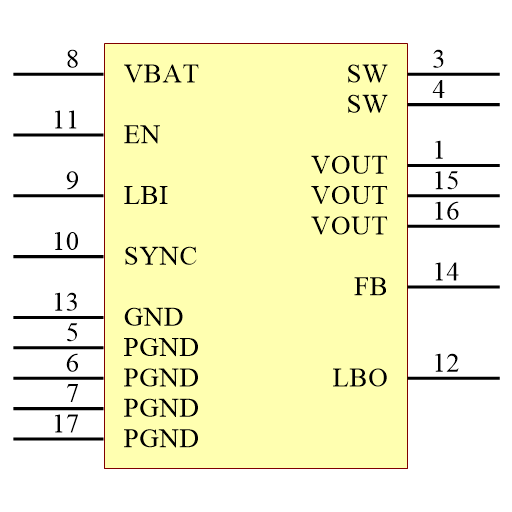 8 VBAT SW 3
SW 4
11 EN
VOUT 1
9 LBI VOUT 15
VOUT 16
10 SYNC
FB 14
13 GND
5 PGND
6 PGND LBO 12
7 PGND
17 PGND